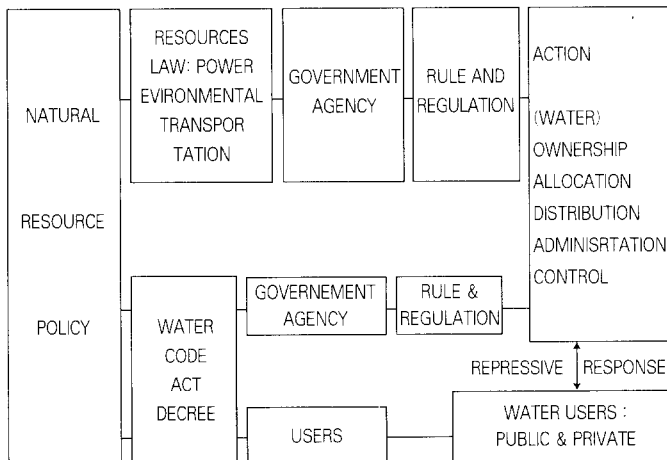 NATURAL
RESOURCE
POLICY
RESOURCES
LAW: POWER
EVIRONMENTAL
TRANSPOR
TATION
GOVERNMENT
AGENCY
RULE AND
REGULATION
ACTION
(WATER)
OWNERSHIP
ALLOCATION
DISTRIBUTION
ADMINISRTATION
CONTROL
WATER
CODE
ACT
DECREE
GOVERNEMENT
AGENCY
RULE &
REGULATION
USERS
REPRESSIVE RESPONSE
WATER USERS :
PUBLIC & PRIVATE